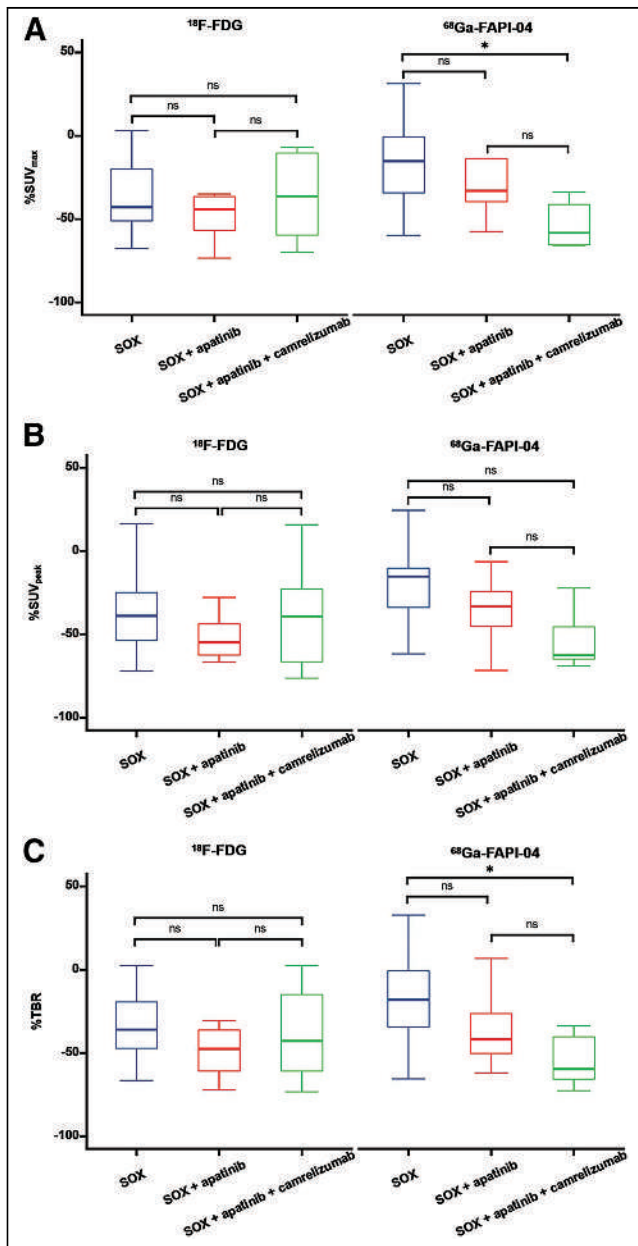 A
¹⁸F-FDG
⁶⁸Ga-FAPI-04
50
0
-50
-100
%SUVmax
ns
ns
ns
*
ns
ns
SOX
SOX + apatinib
SOX + apatinib + camrelizumab
SOX
SOX + apatinib
SOX + apatinib + camrelizumab
B
¹⁸F-FDG
⁶⁸Ga-FAPI-04
50
0
-50
-100
%SUVpeak
ns
ns
ns
ns
ns
ns
SOX
SOX + apatinib
SOX + apatinib + camrelizumab
SOX
SOX + apatinib
SOX + apatinib + camrelizumab
C
¹⁸F-FDG
⁶⁸Ga-FAPI-04
50
0
-50
-100
%TBR
ns
ns
ns
*
ns
ns
SOX
SOX + apatinib
SOX + apatinib + camrelizumab
SOX
SOX + apatinib
SOX + apatinib + camrelizumab